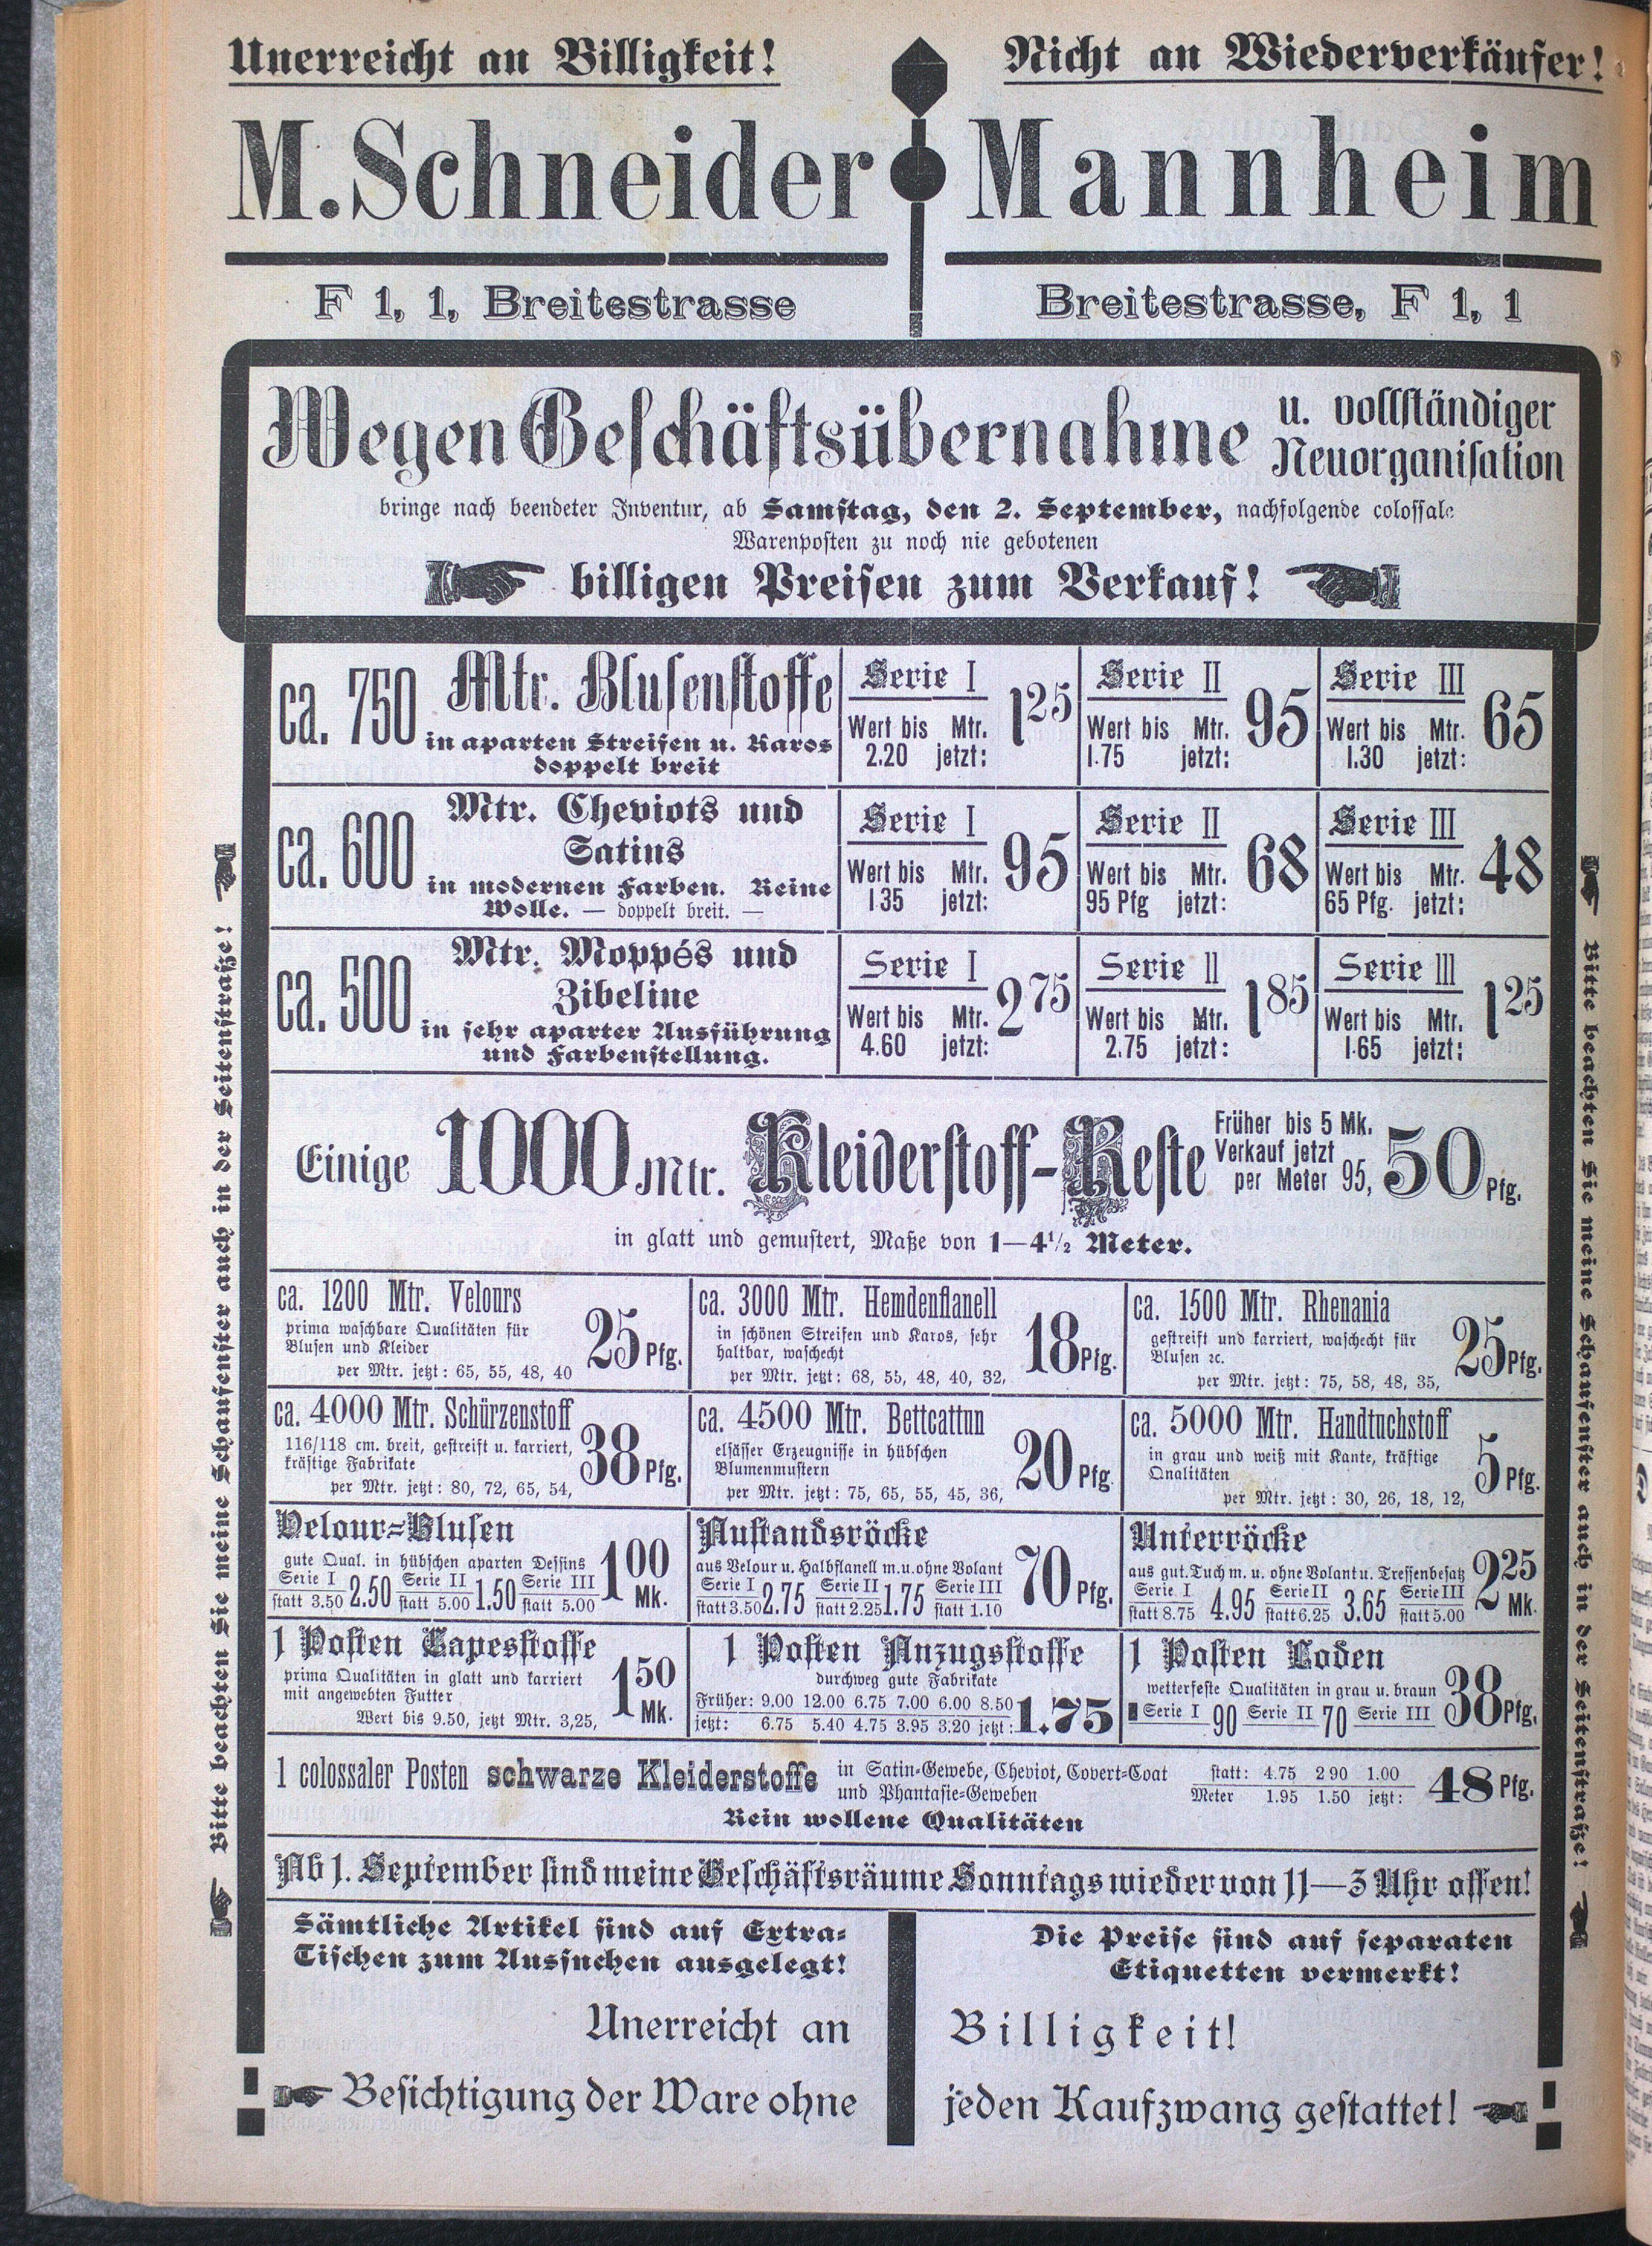 Unerreicht an Billigkeit!
Nicht an Wiederverkäufer!
M. Schneider Mannheim
F 1, 1, Breitestrasse
Breitestrasse, F 1, 1
Wegen Geschäftsübernahme u. vollständiger
Neuorganisation
bringe nach beendeter Inventur, ab Samstag, den 2. September, nachfolgende colossale
Warenposten zu noch nie gebotenen
billigen Preisen zum Verkauf!
ca. 750 Mtr. Blusenstoffe
in aparten Streifen u. Karos
doppelt breit
Serie I
Wert bis Mtr.
2.20 jetzt: 1 25
Serie II
Wert bis Mtr.
1.75 jetzt: 95
Serie III
Wert bis Mtr.
1.30 jetzt: 65
ca. 600 Mtr. Cheviots und
Satins
in modernen Farben. Reine
Wolle. — doppelt breit. —
Serie I
Wert bis Mtr.
1.35 jetzt: 95
Serie II
Wert bis Mtr.
95 Pfg jetzt: 68
Serie III
Wert bis Mtr.
65 Pfg. jetzt: 48
ca. 500 Mtr. Moppés und
Zibeline
in sehr aparter Ausführung
und Farbenstellung.
Serie I
Wert bis Mtr.
4.60 jetzt: 2 75
Serie II
Wert bis Mtr.
2.75 jetzt: 1 85
Serie III
Wert bis Mtr.
1.65 jetzt: 1 25
Einige 1000 Mtr. Kleiderstoff-Reste
Früher bis 5 Mk.
Verkauf jetzt
per Meter 95, 50 Pfg.
in glatt und gemustert, Maße von 1—4½ Meter.
ca. 1200 Mtr. Velours
prima waschbare Qualitäten für
Blusen und Kleider
per Mtr. jetzt: 65, 55, 48, 40
25 Pfg.
ca. 3000 Mtr. Hemdenflanell
in schönen Streifen und Karos, sehr
haltbar, waschecht
per Mtr. jetzt: 68, 55, 48, 40, 32,
18 Pfg.
ca. 1500 Mtr. Rhenania
gestreift und karriert, waschecht für
Blusen ꝛc.
per Mtr. jetzt: 75, 58, 48, 35,
25 Pfg.
ca. 4000 Mtr. Schürzenstoff
116/118 cm. breit, gestreift u. karriert,
kräftige Fabrikate
per Mtr. jetzt: 80, 72, 65, 54,
38 Pfg.
ca. 4500 Mtr. Bettcattun
elsässer Erzeugnisse in hübschen
Blumenmustern
per Mtr. jetzt: 75, 65, 55, 45, 36,
20 Pfg.
ca. 5000 Mtr. Handtuchstoff
in grau und weiß mit Kante, kräftige
Qualitäten
per Mtr. jetzt: 30, 26, 18, 12,
5 Pfg.
Velour-Blusen
gute Qual. in hübschen aparten Dessins
Serie I 2.50 Serie II 1.50 Serie III
statt 3.50 statt 5.00 statt 5.00
1 00 Mk.
Anstandsröcke
aus Velour u. Halbflanell m. u. ohne Volant
Serie I 2.75 Serie II 1.75 Serie III
statt 3.50 statt 2.25 statt 1.10
70 Pfg.
Unterröcke
aus gut. Tuch m. u. ohne Volant u. Tressenbesatz
Serie I 4.95 Serie II 3.65 Serie III
statt 8.75 statt 6.25 statt 5.00
2 25 Mk.
1 Posten Capesstoffe
prima Qualitäten in glatt und karriert
mit angewebten Futter
Wert bis 9.50, jetzt Mtr. 3,25,
1 50 Mk.
1 Posten Anzugsstoffe
durchweg gute Fabrikate
Früher: 9.00 12.00 6.75 7.00 6.00 8.50
jetzt: 6.75 5.40 4.75 3.95 3.20 jetzt: 1.75
1 Posten Loden
wetterfeste Qualitäten in grau u. braun
Serie I 90 Serie II 70 Serie III
38 Pfg.
1 colossaler Posten schwarze Kleiderstoffe
in Satin-Gewebe, Cheviot, Covert-Coat
und Phantasie-Geweben
statt: 4.75 2 90 1.00
Meter 1.95 1.50 jetzt: 48 Pfg.
Rein wollene Qualitäten
Ab 1. September sind meine Geschäftsräume Sonntags wieder von 11—3 Uhr offen!
Sämtliche Artikel sind auf Extra-
Tischen zum Aussuchen ausgelegt!
Die Preise sind auf separaten
Etiquetten vermerkt!
Unerreicht an Billigkeit!
Besichtigung der Ware ohne jeden Kaufzwang gestattet!
Bitte beachten Sie meine Schaufenster auch in der Seitenstraße!
Bitte beachten Sie meine Schaufenster auch in der Seitenstraße!